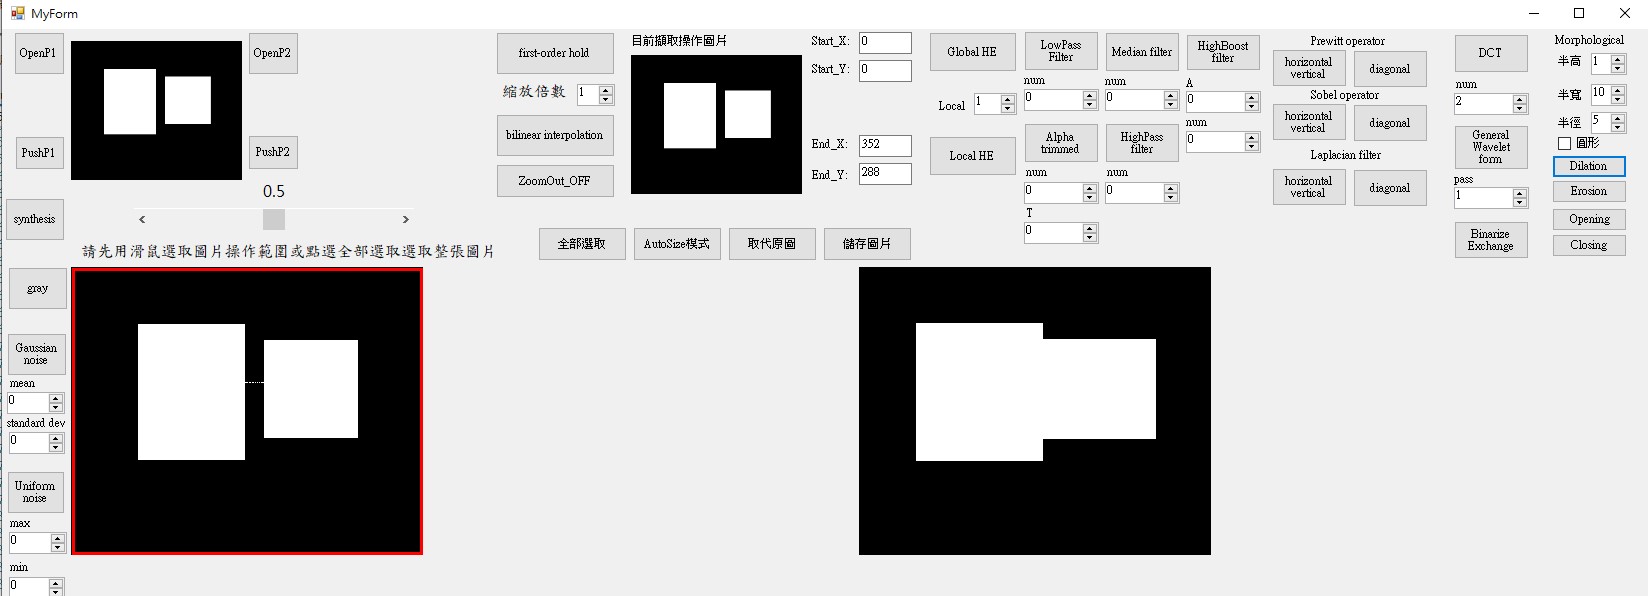 MyForm
OpenP1
OpenP2
PushP1
PushP2
0.5
synthesis
請先用滑鼠選取圖片操作範圍或點選全部選取選取整張圖片
first-order hold
縮放倍數 1
bilinear interpolation
ZoomOut_OFF
目前擷取操作圖片
Start_X: 0
Start_Y: 0
End_X: 352
End_Y: 288
全部選取
AutoSize模式
取代原圖
儲存圖片
Global HE
Local 1
Local HE
LowPass
Filter
num
0
Median filter
num
0
HighBoost
filter
A
0
num
0
Alpha
trimmed
num
0
T
0
HighPass
filter
num
0
Prewitt operator
horizontal
vertical
diagonal
Sobel operator
horizontal
vertical
diagonal
Laplacian filter
horizontal
vertical
diagonal
DCT
num
2
General
Wavelet
form
pass
1
Binarize
Exchange
Morphological
半高 1
半寬 10
半徑 5
圓形
Dilation
Erosion
Opening
Closing
gray
Gaussian
noise
mean
0
standard dev
0
Uniform
noise
max
0
min
0